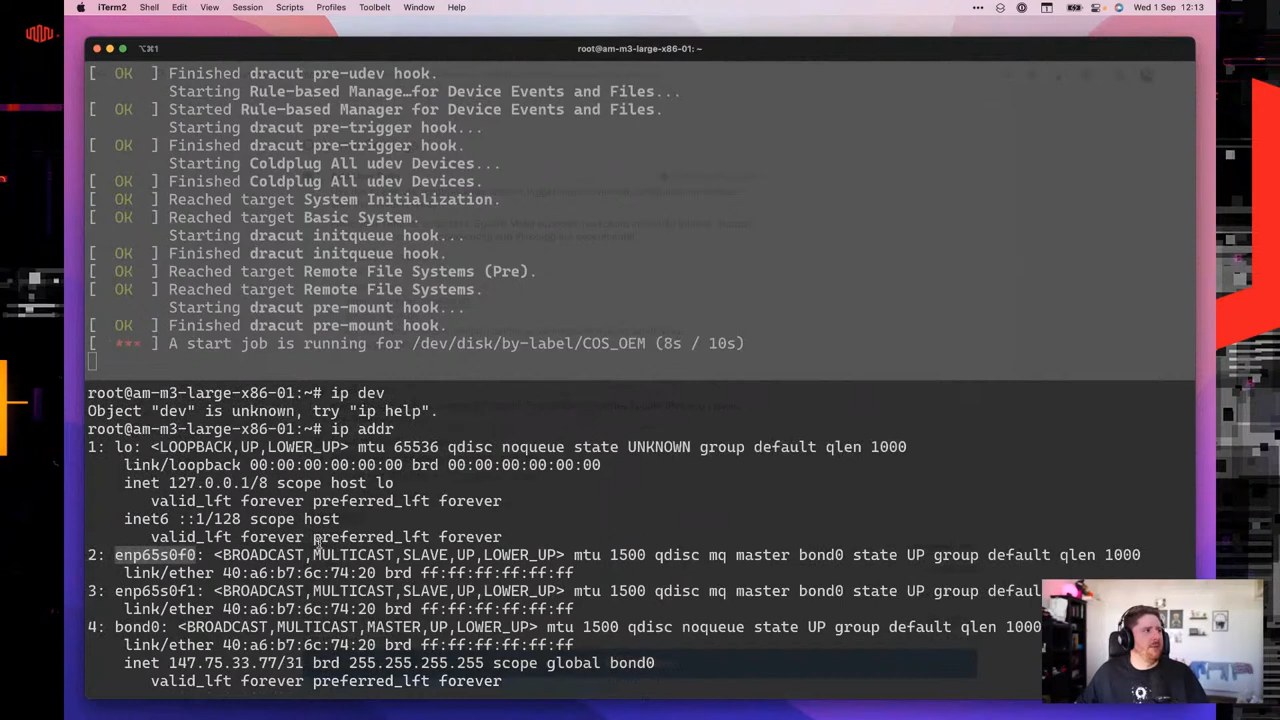 iTerm2 Shell Edit View Session Scripts Profiles Toolbelt Window Help Wed 1 Sep 12:13
⌥⌘1 root@am-m3-large-x86-01: ~
[ OK ] Finished dracut pre-udev hook.
Starting Rule-based Manage…for Device Events and Files...
[ OK ] Started Rule-based Manager for Device Events and Files.
Starting dracut pre-trigger hook...
[ OK ] Finished dracut pre-trigger hook.
Starting Coldplug All udev Devices...
[ OK ] Finished Coldplug All udev Devices.
[ OK ] Reached target System Initialization.
[ OK ] Reached target Basic System.
Starting dracut initqueue hook...
[ OK ] Finished dracut initqueue hook.
[ OK ] Reached target Remote File Systems (Pre).
[ OK ] Reached target Remote File Systems.
Starting dracut pre-mount hook...
[ OK ] Finished dracut pre-mount hook.
[ *** ] A start job is running for /dev/disk/by-label/COS_OEM (8s / 10s)
root@am-m3-large-x86-01:~# ip dev
Object "dev" is unknown, try "ip help".
root@am-m3-large-x86-01:~# ip addr
1: lo: <LOOPBACK,UP,LOWER_UP> mtu 65536 qdisc noqueue state UNKNOWN group default qlen 1000
link/loopback 00:00:00:00:00:00 brd 00:00:00:00:00:00
inet 127.0.0.1/8 scope host lo
valid_lft forever preferred_lft forever
inet6 ::1/128 scope host
valid_lft forever preferred_lft forever
2: enp65s0f0: <BROADCAST,MULTICAST,SLAVE,UP,LOWER_UP> mtu 1500 qdisc mq master bond0 state UP group default qlen 1000
link/ether 40:a6:b7:6c:74:20 brd ff:ff:ff:ff:ff:ff
3: enp65s0f1: <BROADCAST,MULTICAST,SLAVE,UP,LOWER_UP> mtu 1500 qdisc mq master bond0 state UP group default
link/ether 40:a6:b7:6c:74:20 brd ff:ff:ff:ff:ff:ff
4: bond0: <BROADCAST,MULTICAST,MASTER,UP,LOWER_UP> mtu 1500 qdisc noqueue state UP group default qlen 1000
link/ether 40:a6:b7:6c:74:20 brd ff:ff:ff:ff:ff:ff
inet 147.75.33.77/31 brd 255.255.255.255 scope global bond0
valid_lft forever preferred_lft forever